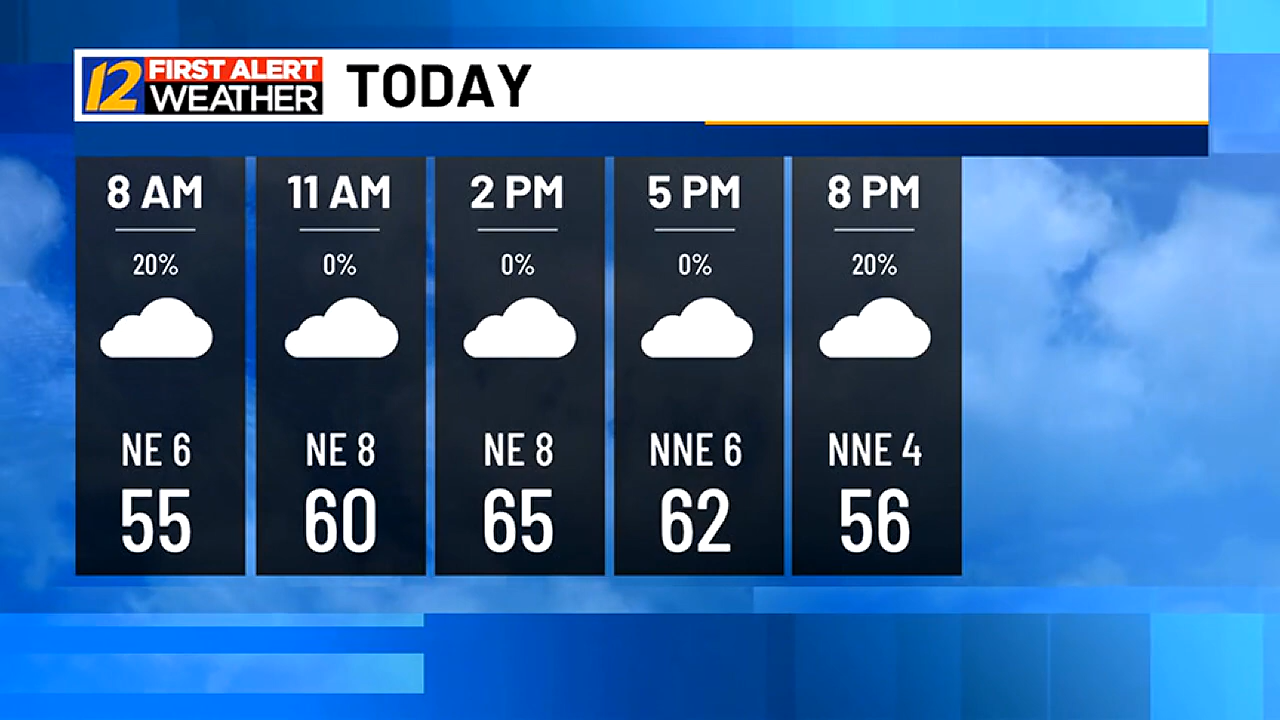 12 FIRST ALERT WEATHER
TODAY
8 AM
20%
NE 6
55
11 AM
0%
NE 8
60
2 PM
0%
NE 8
65
5 PM
0%
NNE 6
62
8 PM
20%
NNE 4
56